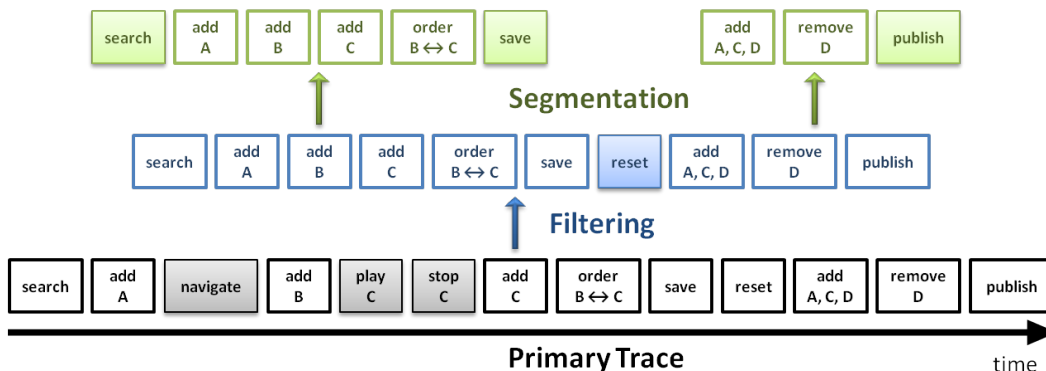 search
add
A
add
B
add
C
order
B ↔ C
save
add
A, C, D
remove
D
publish
Segmentation
search
add
A
add
B
add
C
order
B ↔ C
save
reset
add
A, C, D
remove
D
publish
Filtering
search
add
A
navigate
add
B
play
C
stop
C
add
C
order
B ↔ C
save
reset
add
A, C, D
remove
D
publish
Primary Trace
time